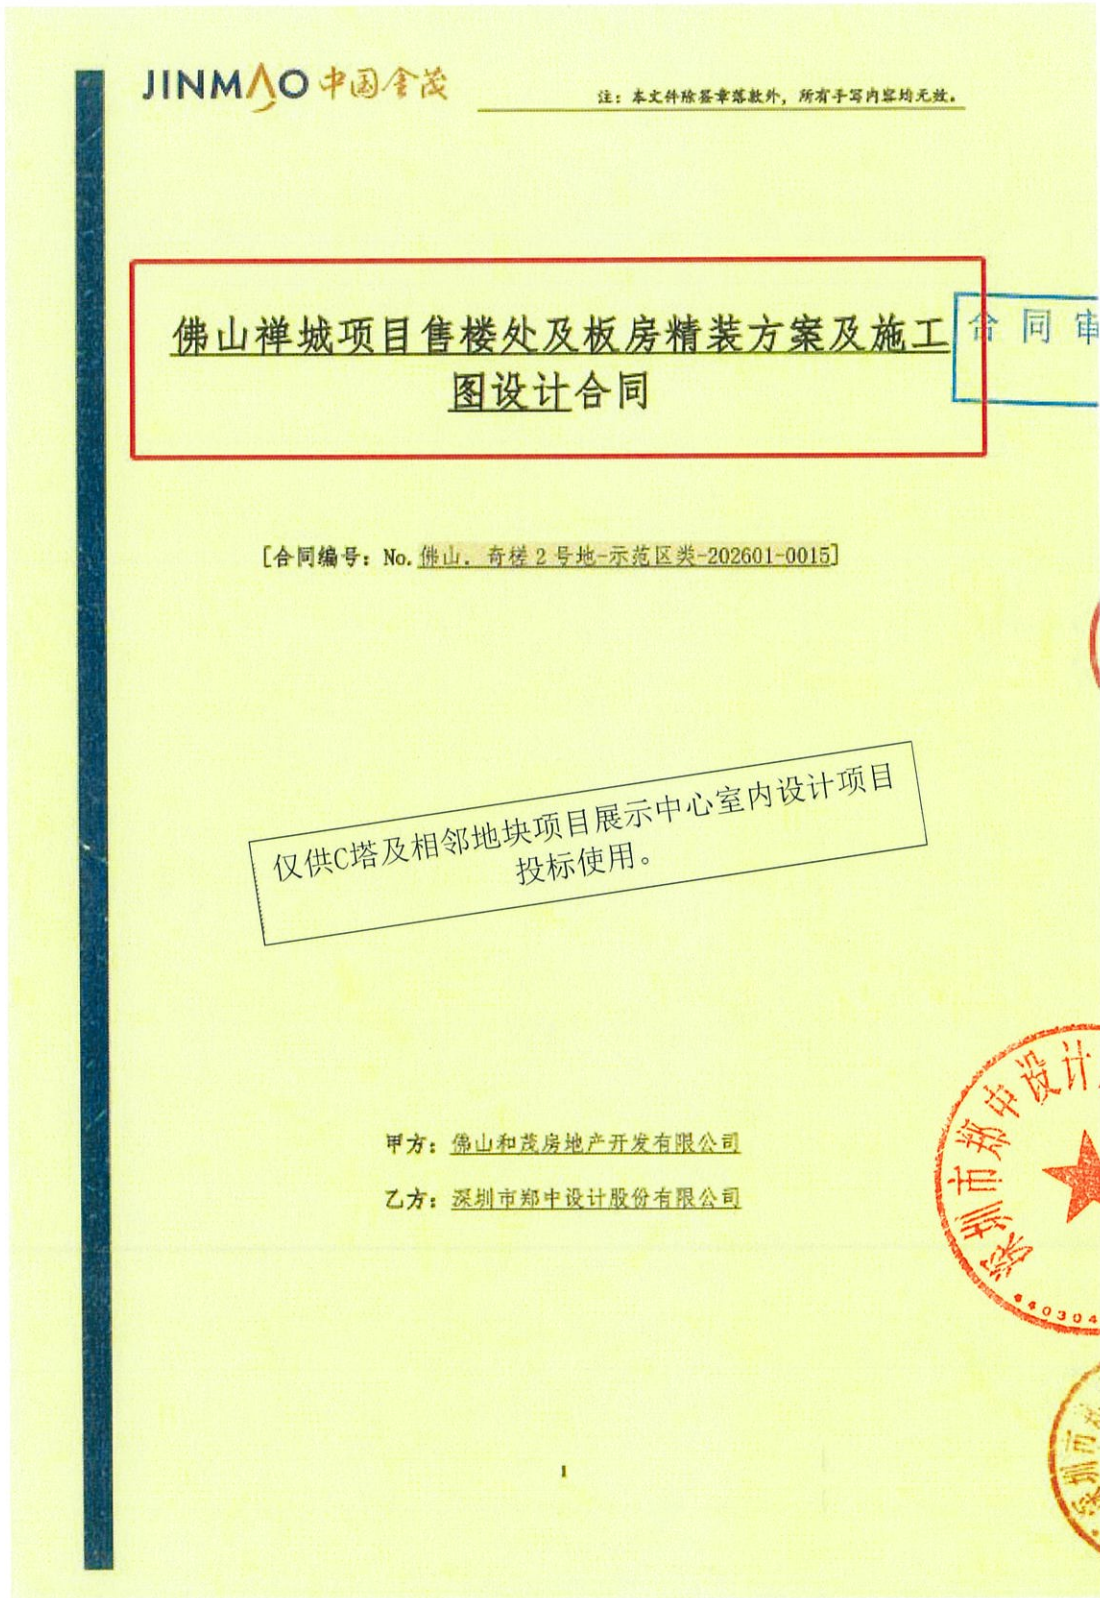 JINMAO 中国金茂
注：本文件除签章落款外，所有手写内容均无效。
佛山禅城项目售楼处及板房精装方案及施工
图设计合同
合同审
[合同编号：No.佛山．奇槎2号地-示范区类-202601-0015]
仅供C塔及相邻地块项目展示中心室内设计项目
投标使用。
甲方：佛山和茂房地产开发有限公司
乙方：深圳市郑中设计股份有限公司
深圳市郑中设计
440304
深圳市郑
1